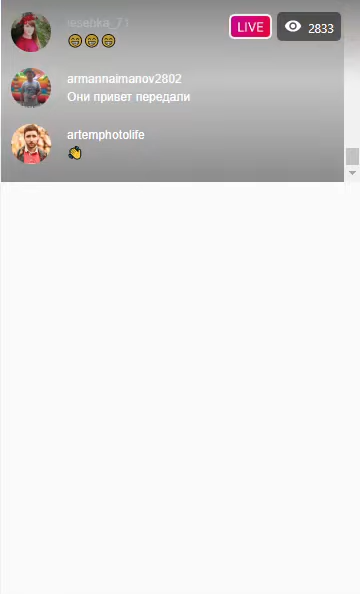 LIVE
2833
😁😁😁
armannaimanov2802
Они привет передали
artemphotolife
👏